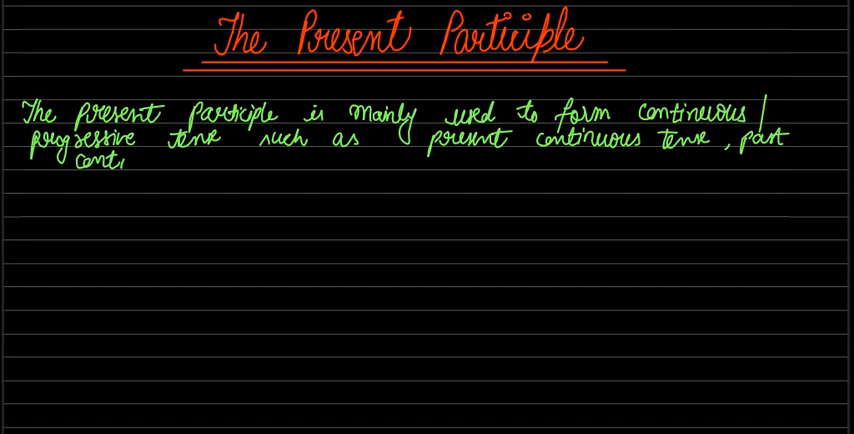 The Present Participle
The present participle is mainly used to form continuous /
progressive tense such as present continuous tense, past
cont.